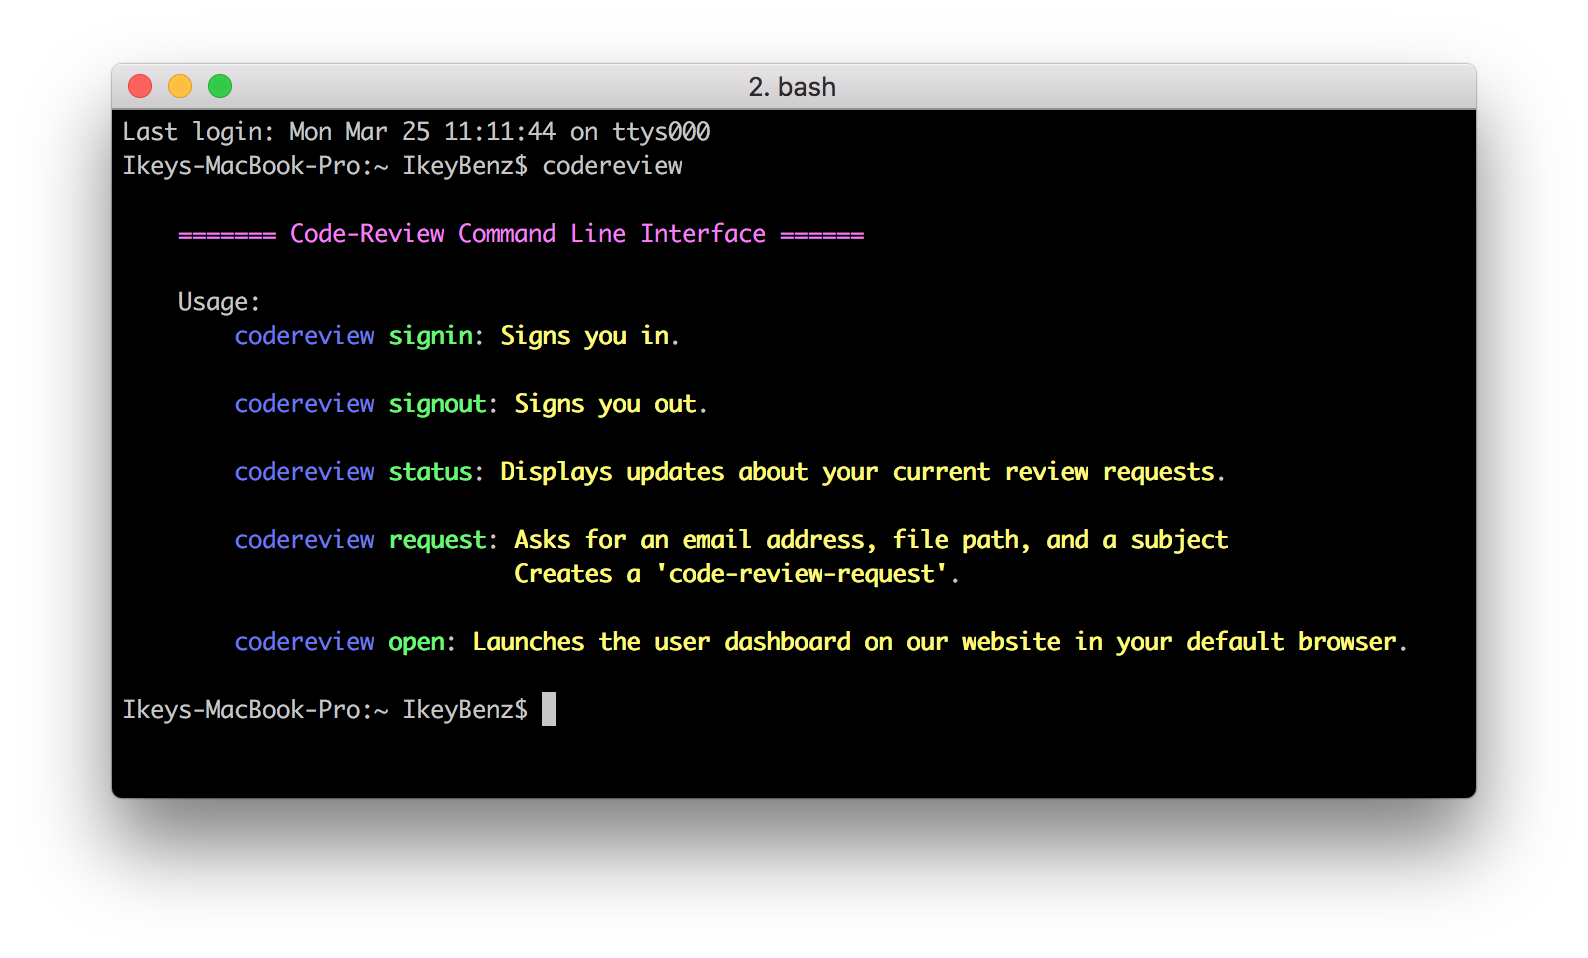 2. bash
Last login: Mon Mar 25 11:11:44 on ttys000
Ikeys-MacBook-Pro:~ IkeyBenz$ codereview
======= Code-Review Command Line Interface ======
Usage:
codereview signin: Signs you in.
codereview signout: Signs you out.
codereview status: Displays updates about your current review requests.
codereview request: Asks for an email address, file path, and a subject
Creates a 'code-review-request'.
codereview open: Launches the user dashboard on our website in your default browser.
Ikeys-MacBook-Pro:~ IkeyBenz$